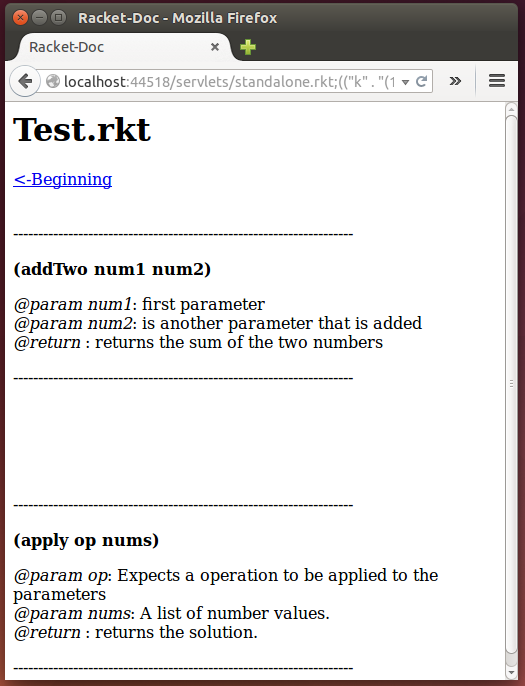 Racket-Doc - Mozilla Firefox
Racket-Doc
localhost:44518/servlets/standalone.rkt;(("k" . "(1
Test.rkt
<-Beginning
--------------------------------------------------------------------
(addTwo num1 num2)
@param num1: first parameter
@param num2: is another parameter that is added
@return : returns the sum of the two numbers
--------------------------------------------------------------------
--------------------------------------------------------------------
(apply op nums)
@param op: Expects a operation to be applied to the
parameters
@param nums: A list of number values.
@return : returns the solution.
--------------------------------------------------------------------